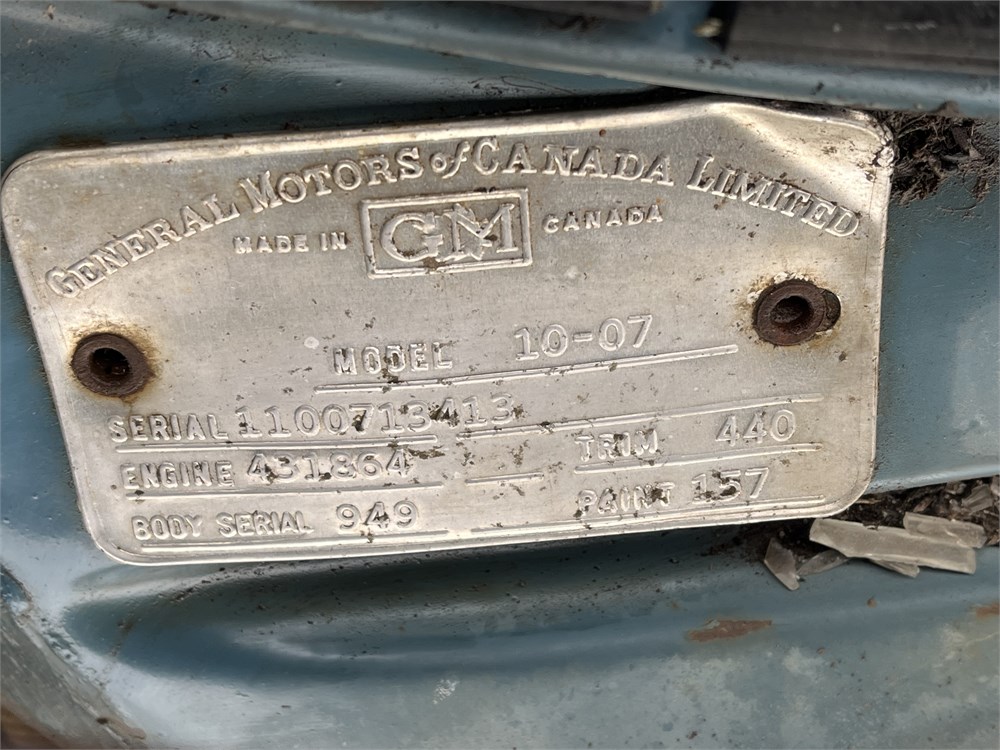 GENERAL MOTORS of CANADA LIMITED
MADE IN GM CANADA
MODEL 10-07
SERIAL 1100713413
ENGINE 431864 TRIM 440
BODY SERIAL 949 PAINT 157